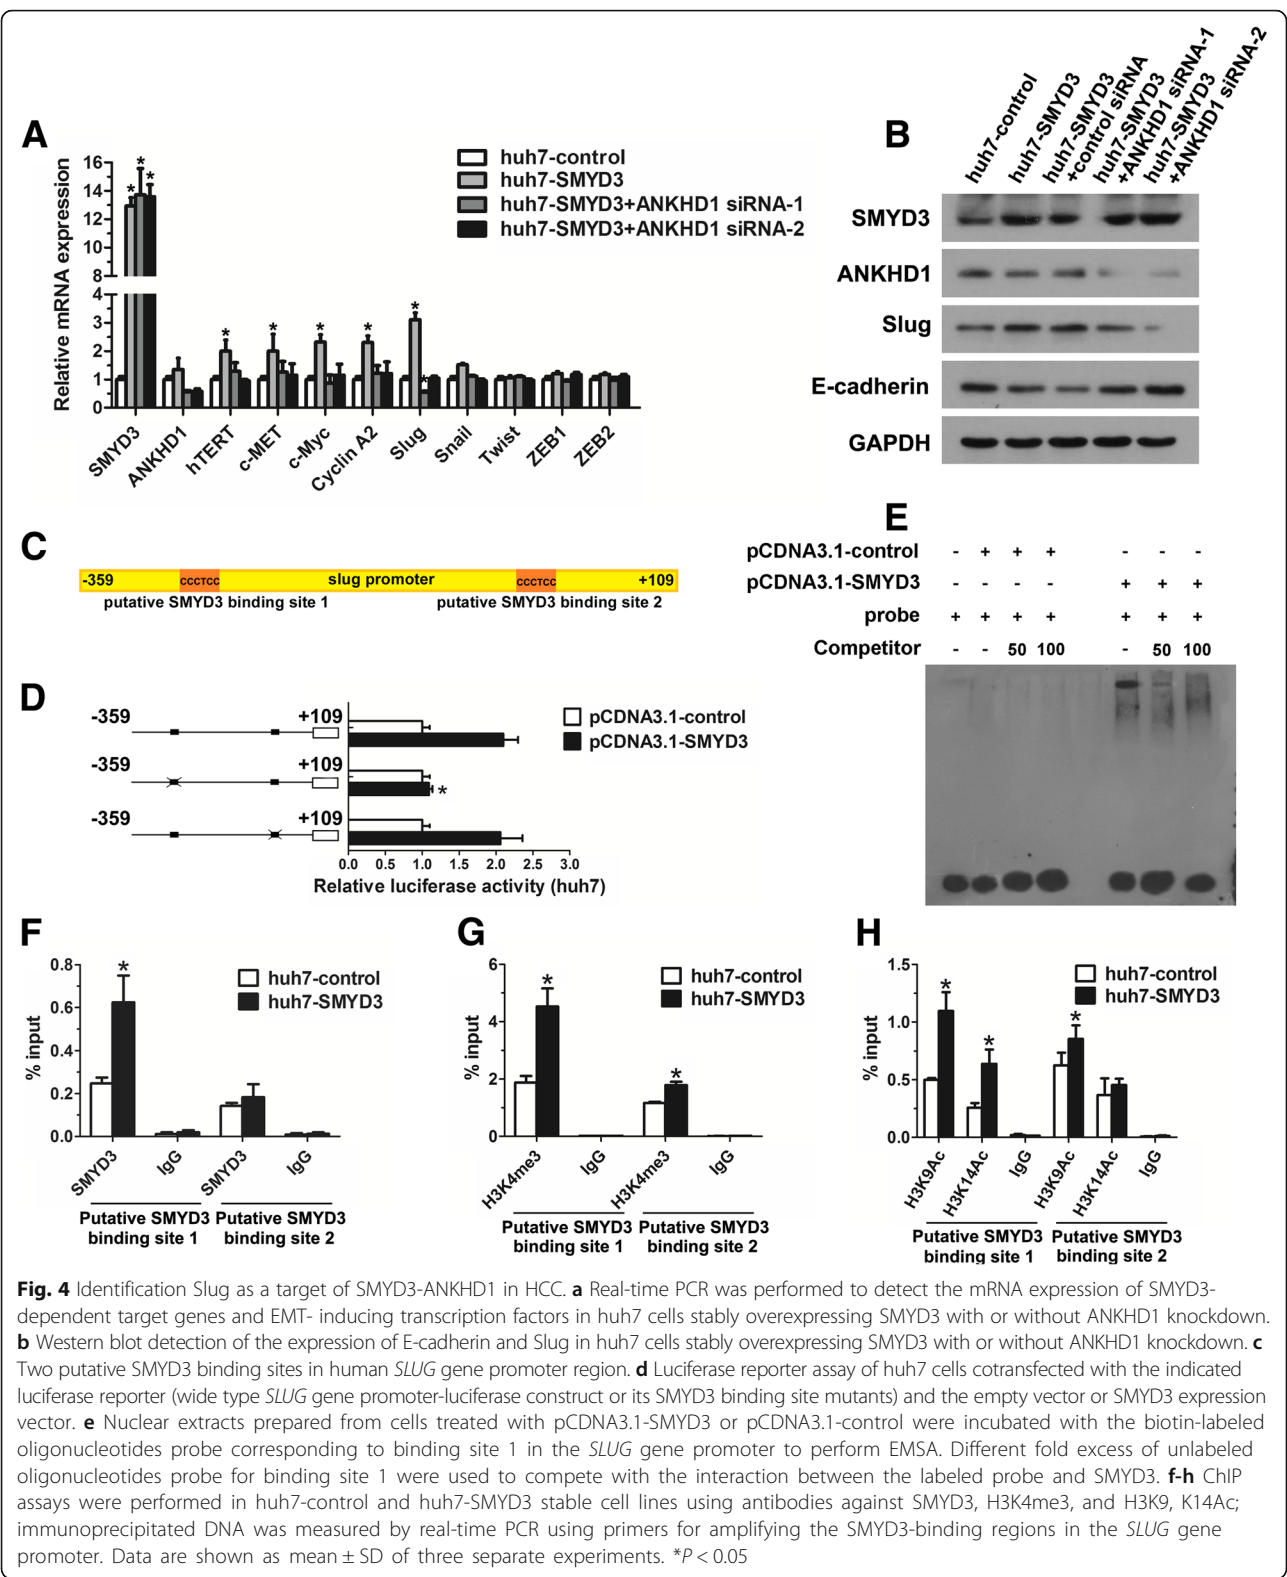 A
Relative mRNA expression
16
14
12
10
8
4
3
2
1
0
* * *
* * * * * *
huh7-control
huh7-SMYD3
huh7-SMYD3+ANKHD1 siRNA-1
huh7-SMYD3+ANKHD1 siRNA-2
SMYD3 ANKHD1 hTERT c-MET c-Myc Cyclin A2 Slug Snail Twist ZEB1 ZEB2
B
huh7-control
huh7-SMYD3
huh7-SMYD3
+control siRNA
huh7-SMYD3
+ANKHD1 siRNA-1
huh7-SMYD3
+ANKHD1 siRNA-2
SMYD3
ANKHD1
Slug
E-cadherin
GAPDH
C
-359 CCCTCC slug promoter CCCTCC +109
putative SMYD3 binding site 1 putative SMYD3 binding site 2
D
-359 +109
-359 +109
*
-359 +109
pCDNA3.1-control
pCDNA3.1-SMYD3
0.0 0.5 1.0 1.5 2.0 2.5 3.0
Relative luciferase activity (huh7)
E
pCDNA3.1-control - + + + - - -
pCDNA3.1-SMYD3 - - - - + + +
probe + + + + + + +
Competitor - - 50 100 - 50 100
F
% input
0.8
0.6
0.4
0.2
0.0
*
huh7-control
huh7-SMYD3
SMYD3 IgG SMYD3 IgG
Putative SMYD3 Putative SMYD3
binding site 1 binding site 2
G
% input
6
4
2
0
* *
huh7-control
huh7-SMYD3
H3K4me3 IgG H3K4me3 IgG
Putative SMYD3 Putative SMYD3
binding site 1 binding site 2
H
% input
1.5
1.0
0.5
0.0
* * *
huh7-control
huh7-SMYD3
H3K9Ac H3K14Ac IgG H3K9Ac H3K14Ac IgG
Putative SMYD3 Putative SMYD3
binding site 1 binding site 2
Fig. 4 Identification Slug as a target of SMYD3-ANKHD1 in HCC. a Real-time PCR was performed to detect the mRNA expression of SMYD3-
dependent target genes and EMT- inducing transcription factors in huh7 cells stably overexpressing SMYD3 with or without ANKHD1 knockdown.
b Western blot detection of the expression of E-cadherin and Slug in huh7 cells stably overexpressing SMYD3 with or without ANKHD1 knockdown. c
Two putative SMYD3 binding sites in human SLUG gene promoter region. d Luciferase reporter assay of huh7 cells cotransfected with the indicated
luciferase reporter (wide type SLUG gene promoter-luciferase construct or its SMYD3 binding site mutants) and the empty vector or SMYD3 expression
vector. e Nuclear extracts prepared from cells treated with pCDNA3.1-SMYD3 or pCDNA3.1-control were incubated with the biotin-labeled
oligonucleotides probe corresponding to binding site 1 in the SLUG gene promoter to perform EMSA. Different fold excess of unlabeled
oligonucleotides probe for binding site 1 were used to compete with the interaction between the labeled probe and SMYD3. f-h ChIP
assays were performed in huh7-control and huh7-SMYD3 stable cell lines using antibodies against SMYD3, H3K4me3, and H3K9, K14Ac;
immunoprecipitated DNA was measured by real-time PCR using primers for amplifying the SMYD3-binding regions in the SLUG gene
promoter. Data are shown as mean ± SD of three separate experiments. *P < 0.05